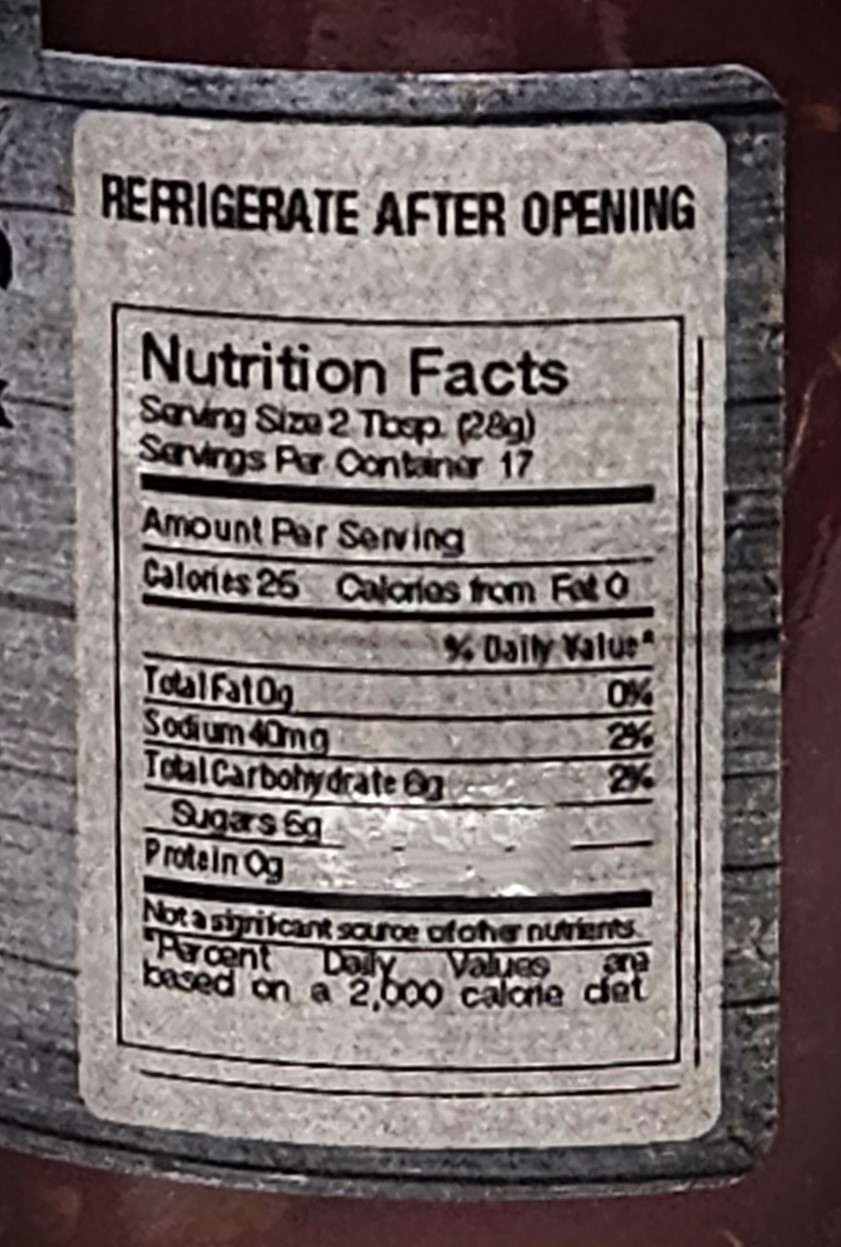 REFRIGERATE AFTER OPENING
Nutrition Facts
Serving Size 2 Tbsp. (28g)
Servings Per Container 17
Amount Per Serving
Calories 25 Calories from Fat 0
% Daily Value*
Total Fat 0g 0%
Sodium 40mg 2%
Total Carbohydrate 6g 2%
Sugars 6g
Protein 0g
Not a significant source of other nutrients.
*Percent Daily Values are
based on a 2,000 calorie diet